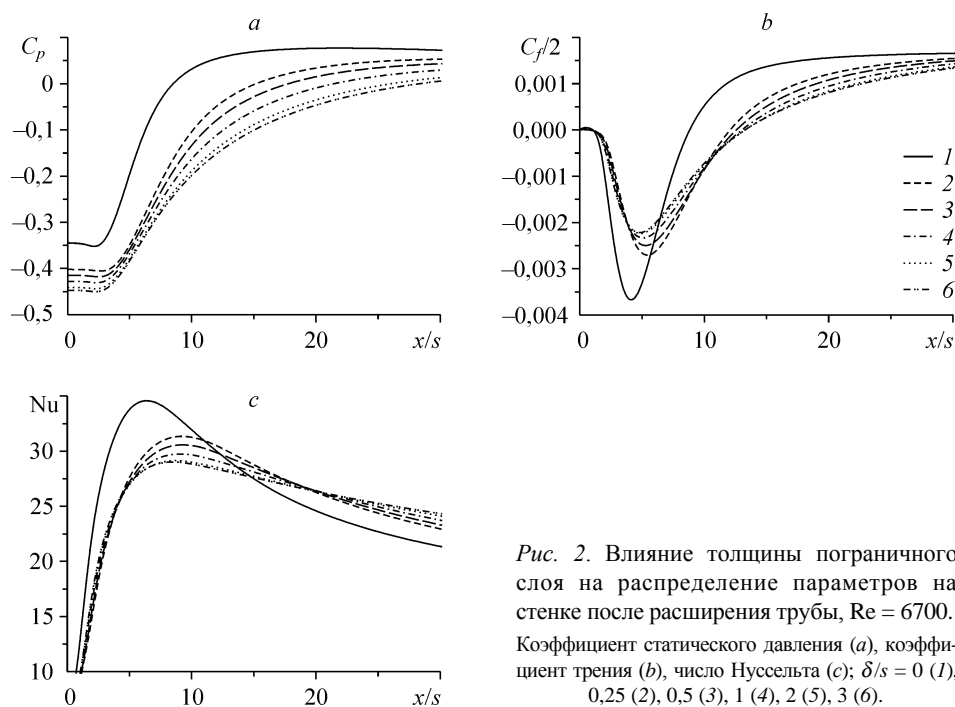 a
C_p
0
–0,1
–0,2
–0,3
–0,4
–0,5
0 10 20 x/s
b
C_f/2
0,001
0,000
–0,001
–0,002
–0,003
–0,004
0 10 20 x/s
1
2
3
4
5
6
c
Nu
30
25
20
15
10
0 10 20 x/s
Рис. 2. Влияние толщины пограничного
слоя на распределение параметров на
стенке после расширения трубы, Re = 6700.
Коэффициент статического давления (a), коэффи-
циент трения (b), число Нуссельта (c); δ/s = 0 (1),
0,25 (2), 0,5 (3), 1 (4), 2 (5), 3 (6).